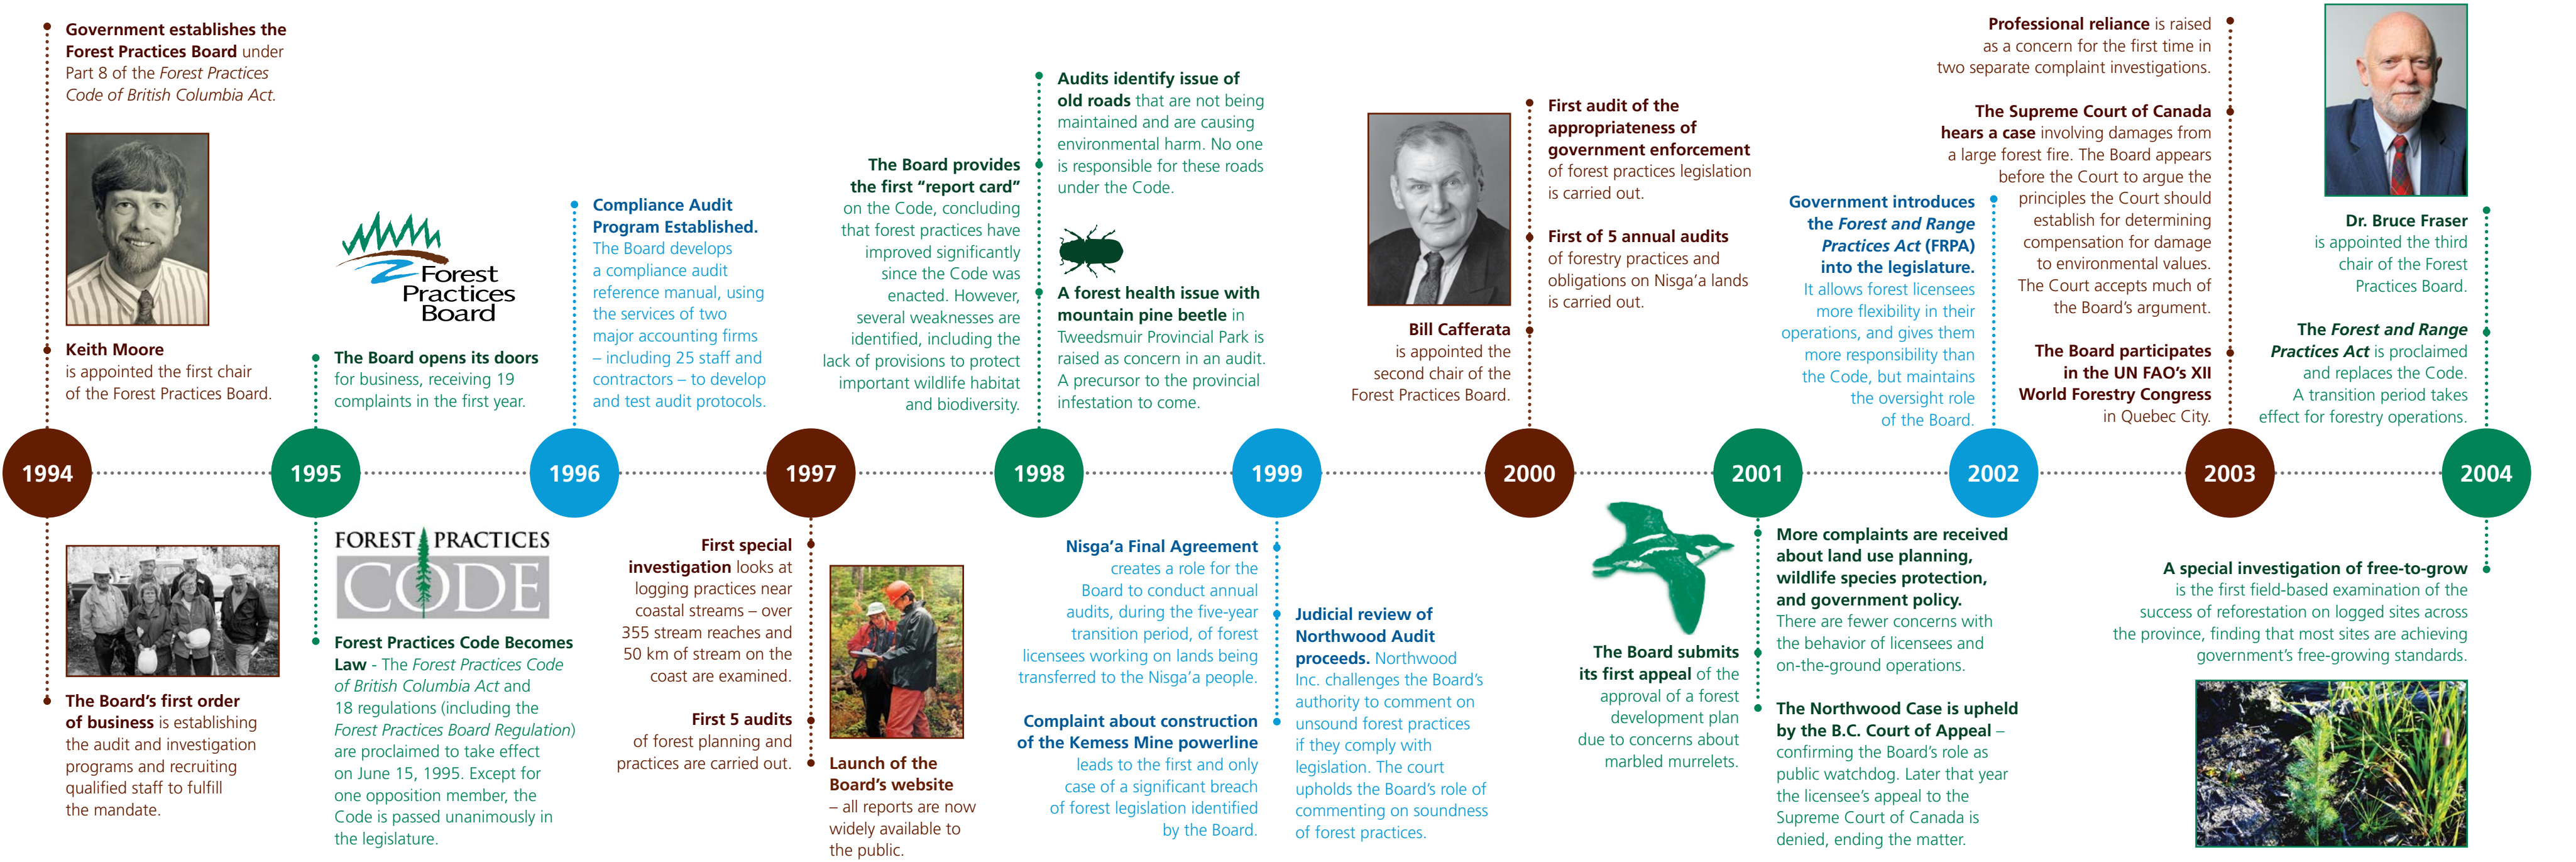 Government establishes the
Forest Practices Board under
Part 8 of the Forest Practices
Code of British Columbia Act.
Keith Moore
is appointed the first chair
of the Forest Practices Board.
1994
The Board's first order
of business is establishing
the audit and investigation
programs and recruiting
qualified staff to fulfill
the mandate.
Forest
Practices
Board
The Board opens its doors
for business, receiving 19
complaints in the first year.
1995
FOREST PRACTICES
CODE
Forest Practices Code Becomes
Law - The Forest Practices Code
of British Columbia Act and
18 regulations (including the
Forest Practices Board Regulation)
are proclaimed to take effect
on June 15, 1995. Except for
one opposition member, the
Code is passed unanimously in
the legislature.
Compliance Audit
Program Established.
The Board develops
a compliance audit
reference manual, using
the services of two
major accounting firms
– including 25 staff and
contractors – to develop
and test audit protocols.
1996
1997
First special
investigation looks at
logging practices near
coastal streams – over
355 stream reaches and
50 km of stream on the
coast are examined.
First 5 audits
of forest planning and
practices are carried out.
Launch of the
Board's website
– all reports are now
widely available to
the public.
The Board provides
the first "report card"
on the Code, concluding
that forest practices have
improved significantly
since the Code was
enacted. However,
several weaknesses are
identified, including the
lack of provisions to protect
important wildlife habitat
and biodiversity.
Audits identify issue of
old roads that are not being
maintained and are causing
environmental harm. No one
is responsible for these roads
under the Code.
A forest health issue with
mountain pine beetle in
Tweedsmuir Provincial Park is
raised as concern in an audit.
A precursor to the provincial
infestation to come.
1998
1999
Nisga'a Final Agreement
creates a role for the
Board to conduct annual
audits, during the five-year
transition period, of forest
licensees working on lands being
transferred to the Nisga'a people.
Complaint about construction
of the Kemess Mine powerline
leads to the first and only
case of a significant breach
of forest legislation identified
by the Board.
Judicial review of
Northwood Audit
proceeds. Northwood
Inc. challenges the Board's
authority to comment on
unsound forest practices
if they comply with
legislation. The court
upholds the Board's role of
commenting on soundness
of forest practices.
Bill Cafferata
is appointed the
second chair of the
Forest Practices Board.
First audit of the
appropriateness of
government enforcement
of forest practices legislation
is carried out.
First of 5 annual audits
of forestry practices and
obligations on Nisga'a lands
is carried out.
2000
2001
The Board submits
its first appeal of the
approval of a forest
development plan
due to concerns about
marbled murrelets.
More complaints are received
about land use planning,
wildlife species protection,
and government policy.
There are fewer concerns with
the behavior of licensees and
on-the-ground operations.
The Northwood Case is upheld
by the B.C. Court of Appeal –
confirming the Board's role as
public watchdog. Later that year
the licensee's appeal to the
Supreme Court of Canada is
denied, ending the matter.
Government introduces
the Forest and Range
Practices Act (FRPA)
into the legislature.
It allows forest licensees
more flexibility in their
operations, and gives them
more responsibility than
the Code, but maintains
the oversight role
of the Board.
2002
Professional reliance is raised
as a concern for the first time in
two separate complaint investigations.
The Supreme Court of Canada
hears a case involving damages from
a large forest fire. The Board appears
before the Court to argue the
principles the Court should
establish for determining
compensation for damage
to environmental values.
The Court accepts much of
the Board's argument.
The Board participates
in the UN FAO's XII
World Forestry Congress
in Quebec City.
2003
Dr. Bruce Fraser
is appointed the third
chair of the Forest
Practices Board.
The Forest and Range
Practices Act is proclaimed
and replaces the Code.
A transition period takes
effect for forestry operations.
2004
A special investigation of free-to-grow
is the first field-based examination of the
success of reforestation on logged sites across
the province, finding that most sites are achieving
government's free-growing standards.